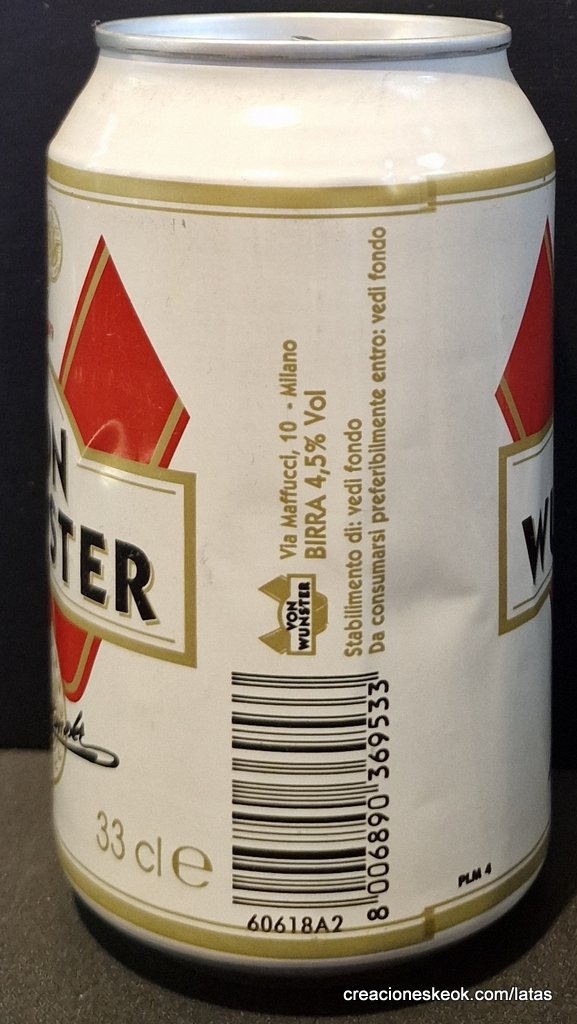 STER
Via Maffucci, 10 - Milano
BIRRA 4,5% Vol
VON
WUNSTER
Stabilimento di: vedi fondo
Da consumarsi preferibilmente entro: vedi fondo
33 cl e
8 006890 369533
60618A2
PLM 4
creacioneskeok.com/latas